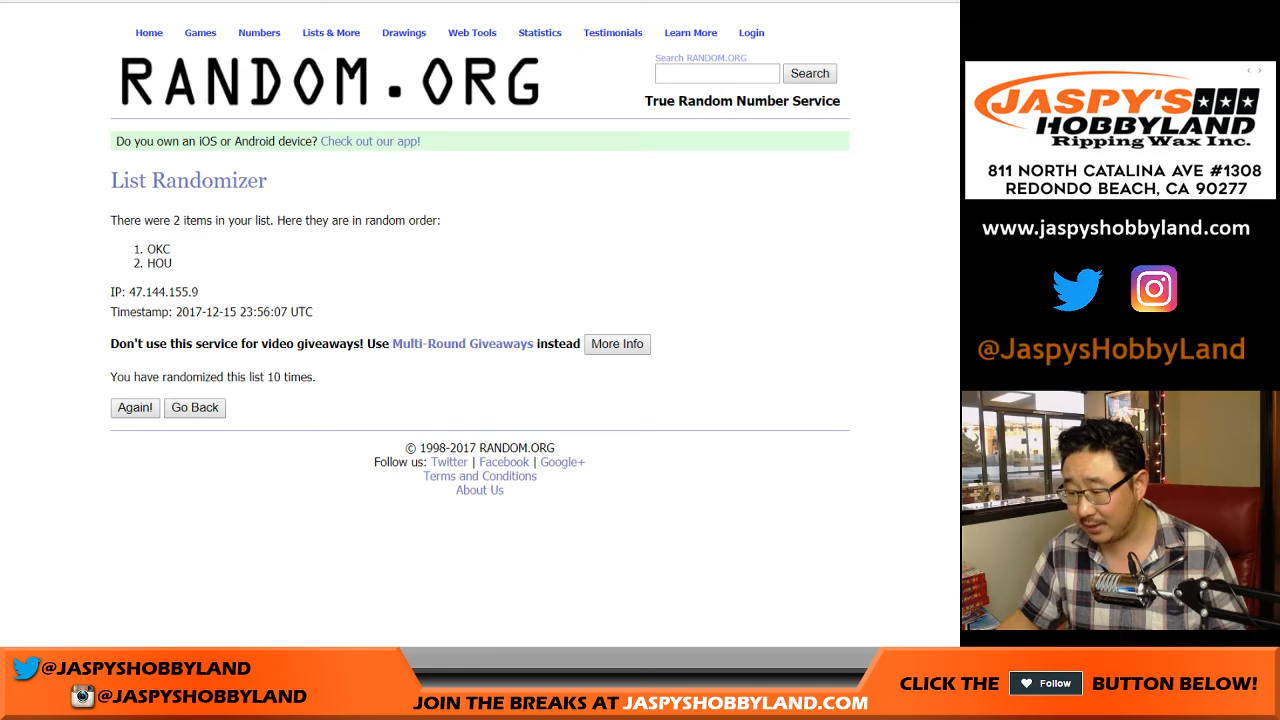 Home Games Numbers Lists & More Drawings Web Tools Statistics Testimonials Learn More Login
RANDOM.ORG
Search RANDOM.ORG
Search
True Random Number Service
Do you own an iOS or Android device? Check out our app!
List Randomizer
There were 2 items in your list. Here they are in random order:
1. OKC
2. HOU
IP: 47.144.155.9
Timestamp: 2017-12-15 23:56:07 UTC
Don't use this service for video giveaways! Use Multi-Round Giveaways instead More Info
You have randomized this list 10 times.
Again! Go Back
© 1998-2017 RANDOM.ORG
Follow us: Twitter | Facebook | Google+
Terms and Conditions
About Us
JASPY'S
HOBBYLAND
Ripping Wax Inc.
811 NORTH CATALINA AVE #1308
REDONDO BEACH, CA 90277
www.jaspyshobbyland.com
@JaspysHobbyLand
@JASPYSHOBBYLAND
@JASPYSHOBBYLAND
JOIN THE BREAKS AT JASPYSHOBBYLAND.COM
CLICK THE Follow BUTTON BELOW!